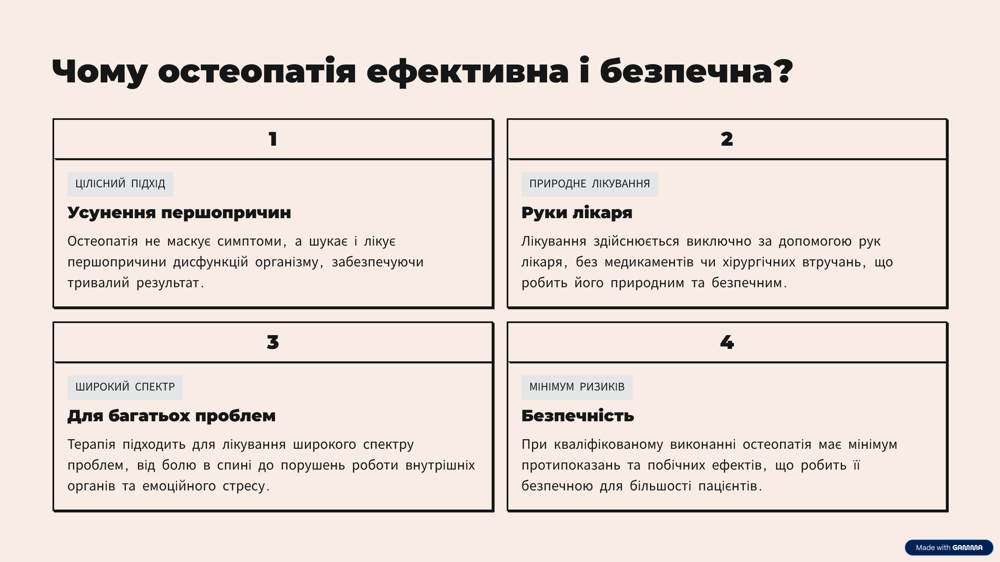 Чому остеопатія ефективна і безпечна?
1
ЦІЛІСНИЙ ПІДХІД
Усунення першопричин
Остеопатія не маскує симптоми, а шукає і лікує
першопричини дисфункцій організму, забезпечуючи
тривалий результат.
2
ПРИРОДНЕ ЛІКУВАННЯ
Руки лікаря
Лікування здійснюється виключно за допомогою рук
лікаря, без медикаментів чи хірургічних втручань, що
робить його природним та безпечним.
3
ШИРОКИЙ СПЕКТР
Для багатьох проблем
Терапія підходить для лікування широкого спектру
проблем, від болю в спині до порушень роботи внутрішніх
органів та емоційного стресу.
4
МІНІМУМ РИЗИКІВ
Безпечність
При кваліфікованому виконанні остеопатія має мінімум
протипоказань та побічних ефектів, що робить її
безпечною для більшості пацієнтів.
Made with GAMMA